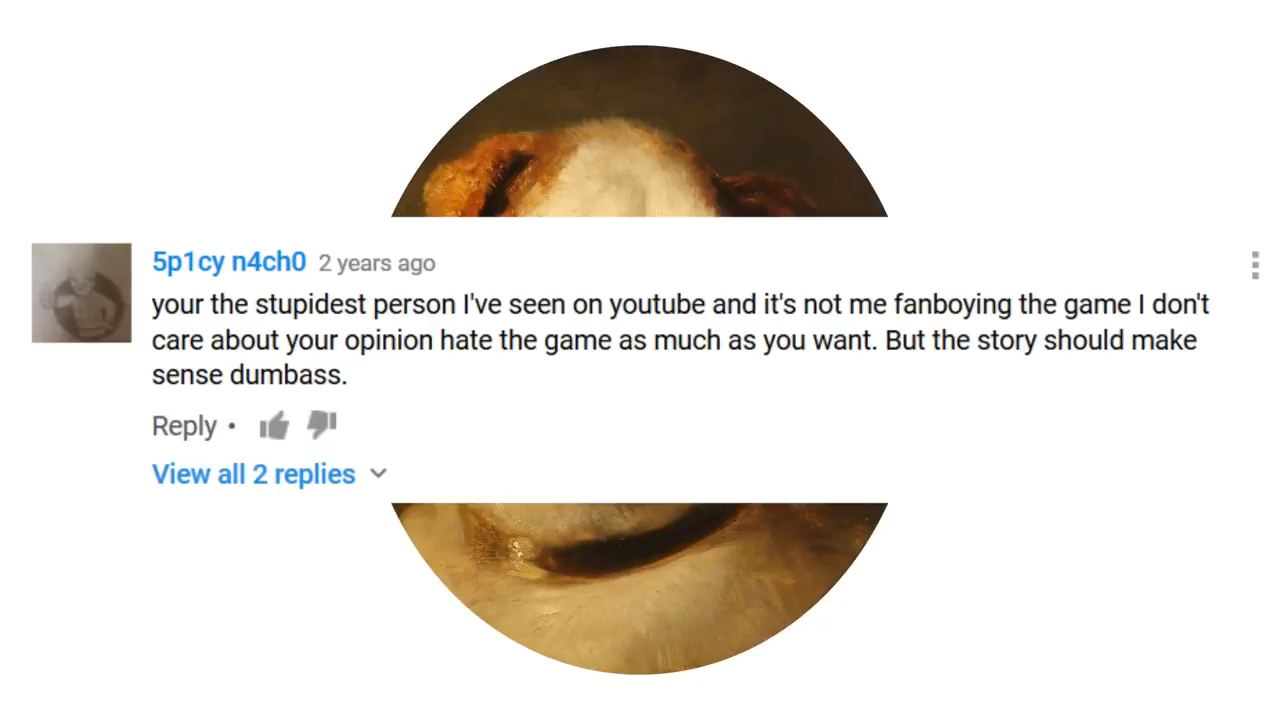 5p1cy n4ch0 2 years ago
your the stupidest person I've seen on youtube and it's not me fanboying the game I don't
care about your opinion hate the game as much as you want. But the story should make
sense dumbass.
Reply •
View all 2 replies